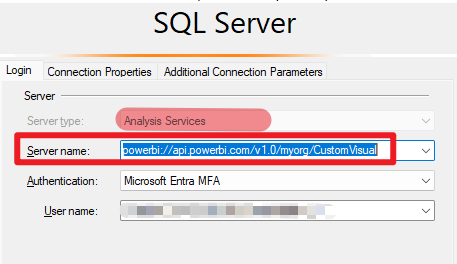 SQL Server
Login Connection Properties Additional Connection Parameters
Server
Server type: Analysis Services
Server name: powerbi://api.powerbi.com/v1.0/myorg/CustomVisual
Authentication: Microsoft Entra MFA
User name: